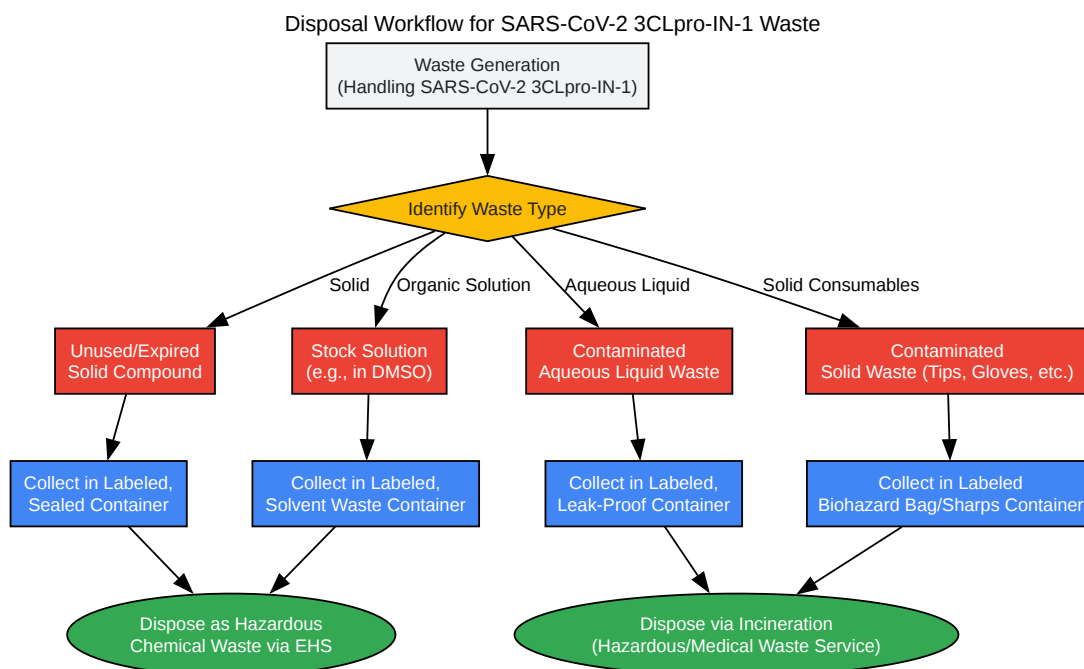 Disposal Workflow for SARS-CoV-2 3CLpro-IN-1 Waste
Waste Generation
(Handling SARS-CoV-2 3CLpro-IN-1)
Identify Waste Type
Solid
Organic Solution
Aqueous Liquid
Solid Consumables
Unused/Expired
Solid Compound
Stock Solution
(e.g., in DMSO)
Contaminated
Aqueous Liquid Waste
Contaminated
Solid Waste (Tips, Gloves, etc.)
Collect in Labeled,
Sealed Container
Collect in Labeled,
Solvent Waste Container
Collect in Labeled,
Leak-Proof Container
Collect in Labeled
Biohazard Bag/Sharps Container
Dispose as Hazardous
Chemical Waste via EHS
Dispose via Incineration
(Hazardous/Medical Waste Service)